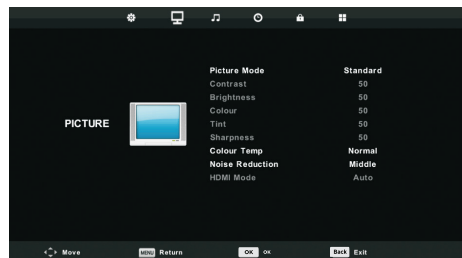 Picture Mode Standard
Contrast 50
Brightness 50
Colour 50
Tint 50
PICTURE
Sharpness 50
Colour Temp Normal
Noise Reduction Middle
HDMI Mode Auto
Move MENU Return OK OK Back Exit